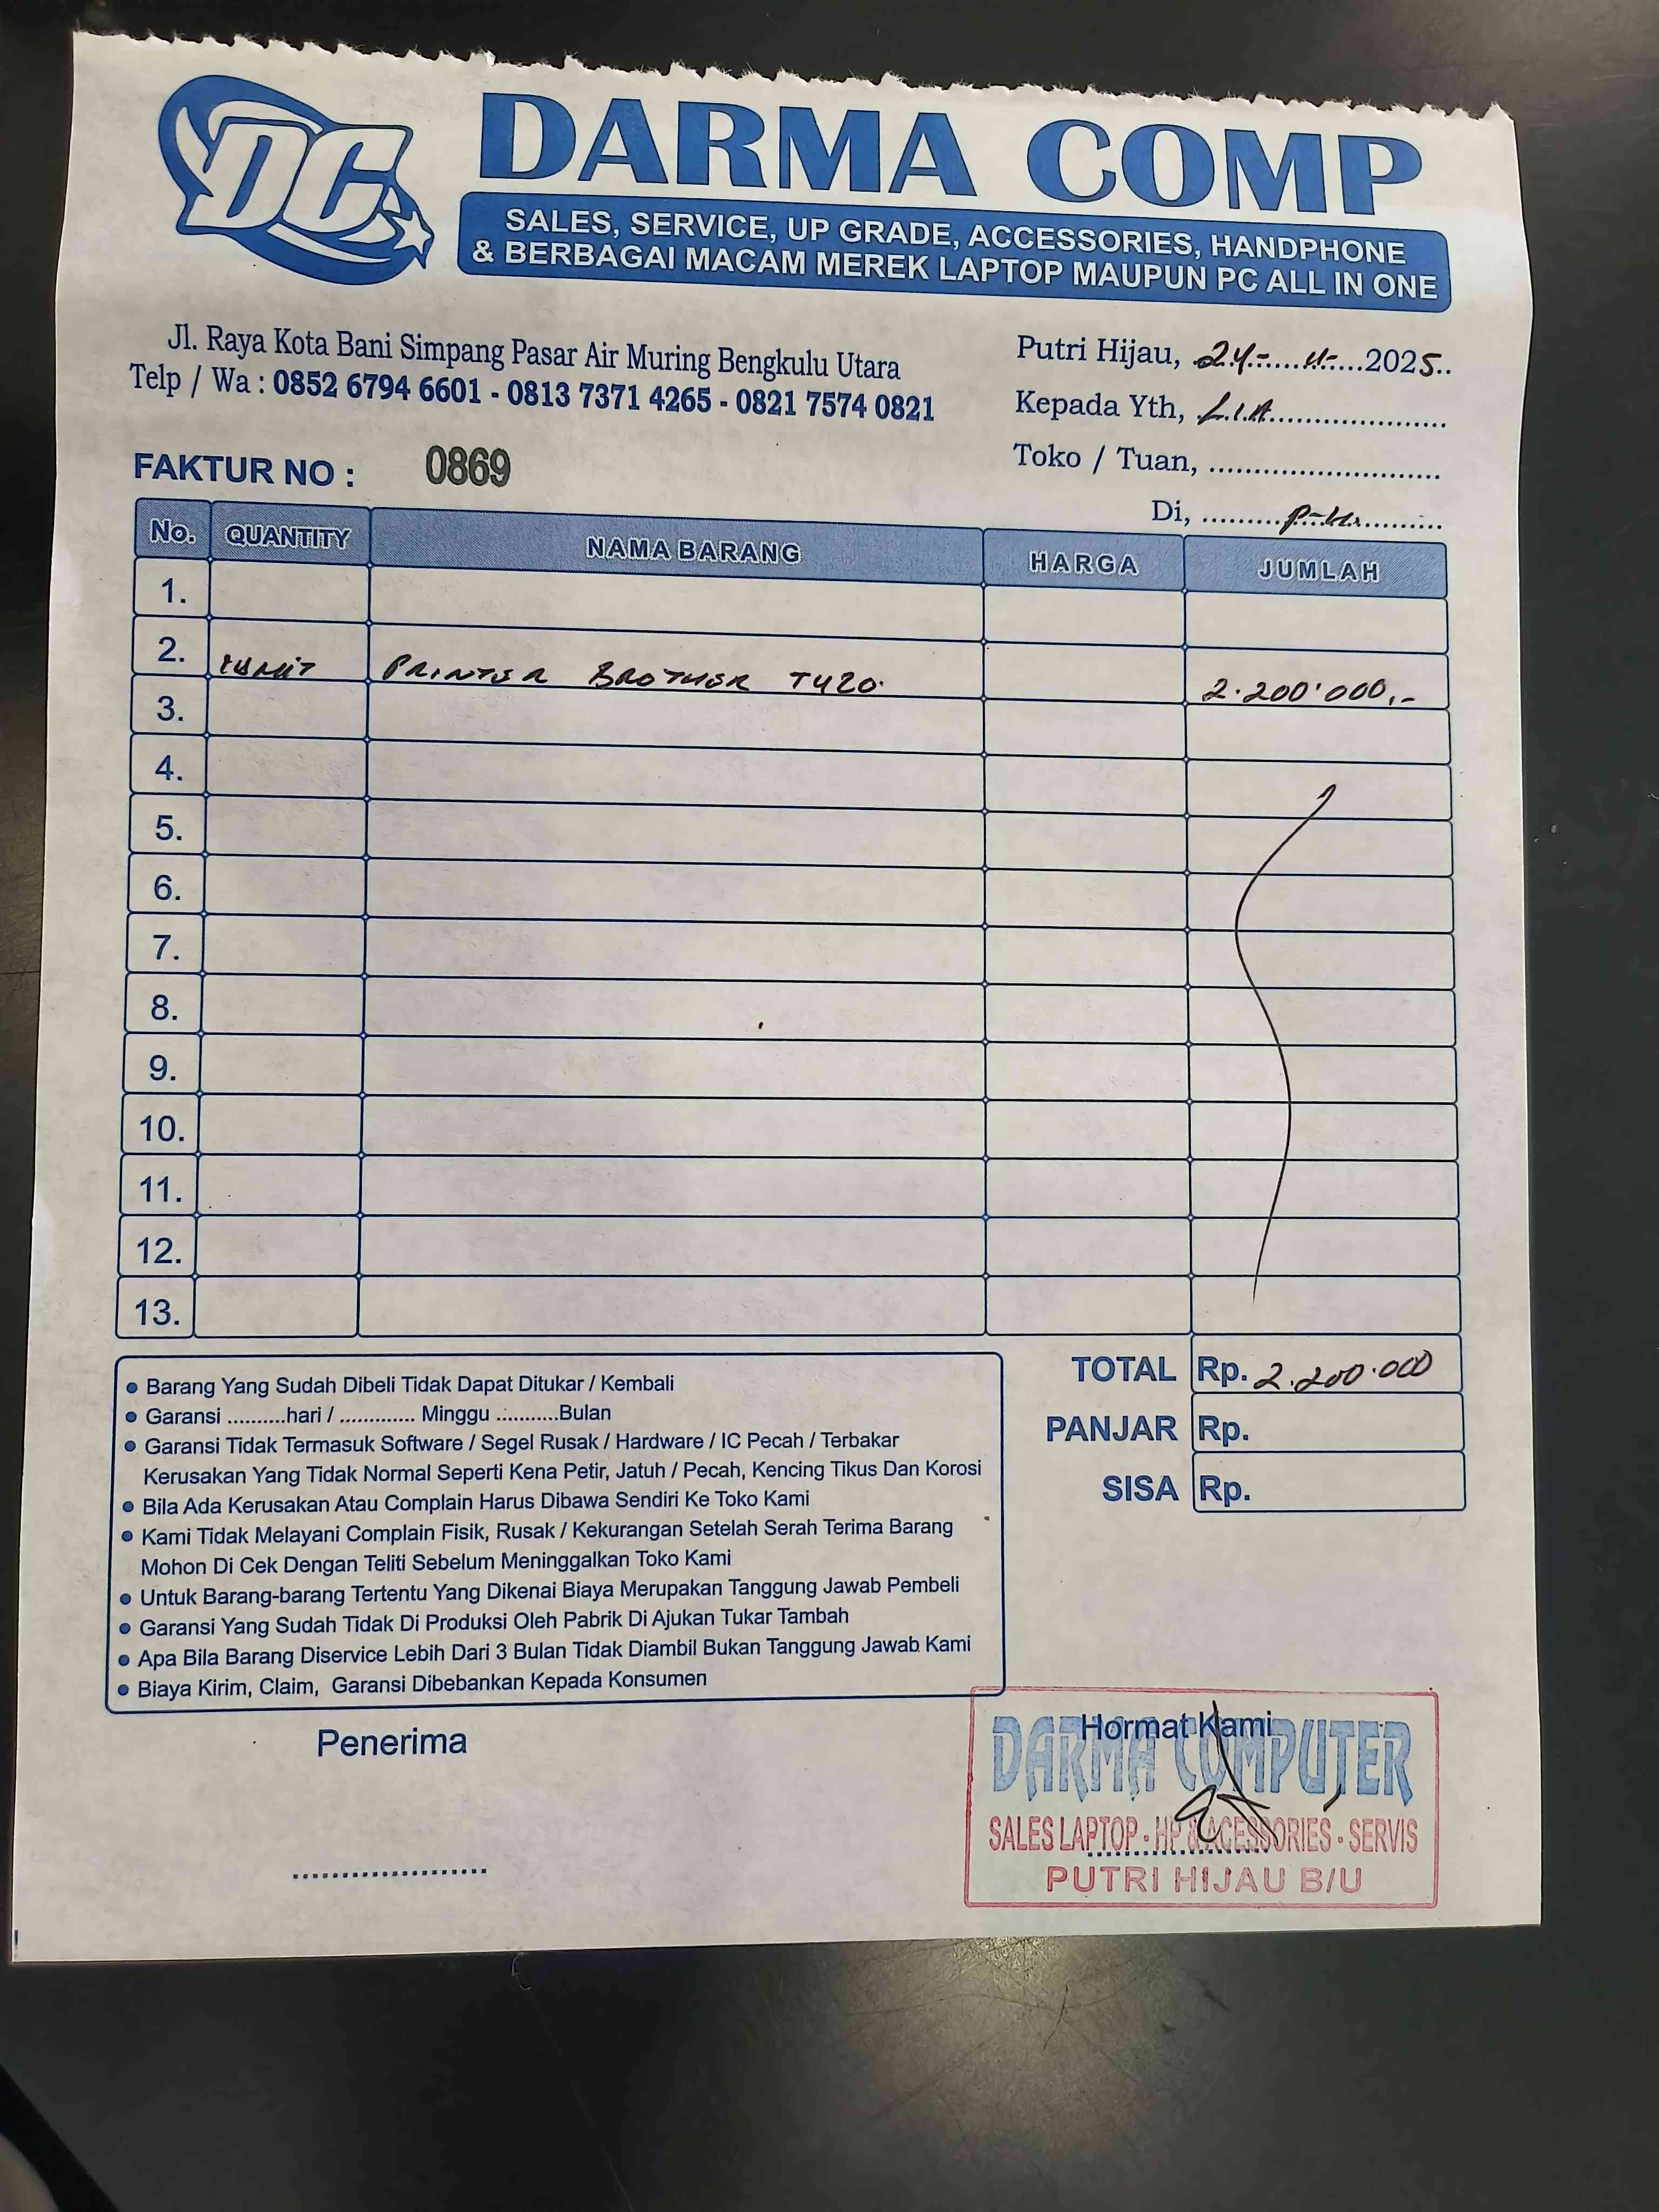 DC
DARMA COMP
SALES, SERVICE, UP GRADE, ACCESSORIES, HANDPHONE
& BERBAGAI MACAM MEREK LAPTOP MAUPUN PC ALL IN ONE
Jl. Raya Kota Bani Simpang Pasar Air Muring Bengkulu Utara
Telp / Wa : 0852 6794 6601 - 0813 7371 4265 - 0821 7574 0821
Putri Hijau, 24-......-....2025..
Kepada Yth, L.I.A......................
Toko / Tuan, ..........................
Di, ...........................
FAKTUR NO : 0869
No. QUANTITY NAMA BARANG HARGA JUMLAH
1.
2. 1 UNIT PRINTER BROTHER T420. 2.200'000,-
3.
4.
5.
6.
7.
8.
9.
10.
11.
12.
13.
TOTAL Rp. 2.200.000
PANJAR Rp.
SISA Rp.
• Barang Yang Sudah Dibeli Tidak Dapat Ditukar / Kembali
• Garansi ..........hari / ............. Minggu ...........Bulan
• Garansi Tidak Termasuk Software / Segel Rusak / Hardware / IC Pecah / Terbakar
Kerusakan Yang Tidak Normal Seperti Kena Petir, Jatuh / Pecah, Kencing Tikus Dan Korosi
• Bila Ada Kerusakan Atau Complain Harus Dibawa Sendiri Ke Toko Kami
• Kami Tidak Melayani Complain Fisik, Rusak / Kekurangan Setelah Serah Terima Barang
Mohon Di Cek Dengan Teliti Sebelum Meninggalkan Toko Kami
• Untuk Barang-barang Tertentu Yang Dikenai Biaya Merupakan Tanggung Jawab Pembeli
• Garansi Yang Sudah Tidak Di Produksi Oleh Pabrik Di Ajukan Tukar Tambah
• Apa Bila Barang Diservice Lebih Dari 3 Bulan Tidak Diambil Bukan Tanggung Jawab Kami
• Biaya Kirim, Claim, Garansi Dibebankan Kepada Konsumen
Penerima
....................
Hormat Kami
DARMA COMPUTER
SALES LAPTOP - HP & ACESSORIES - SERVIS
PUTRI HIJAU B/U